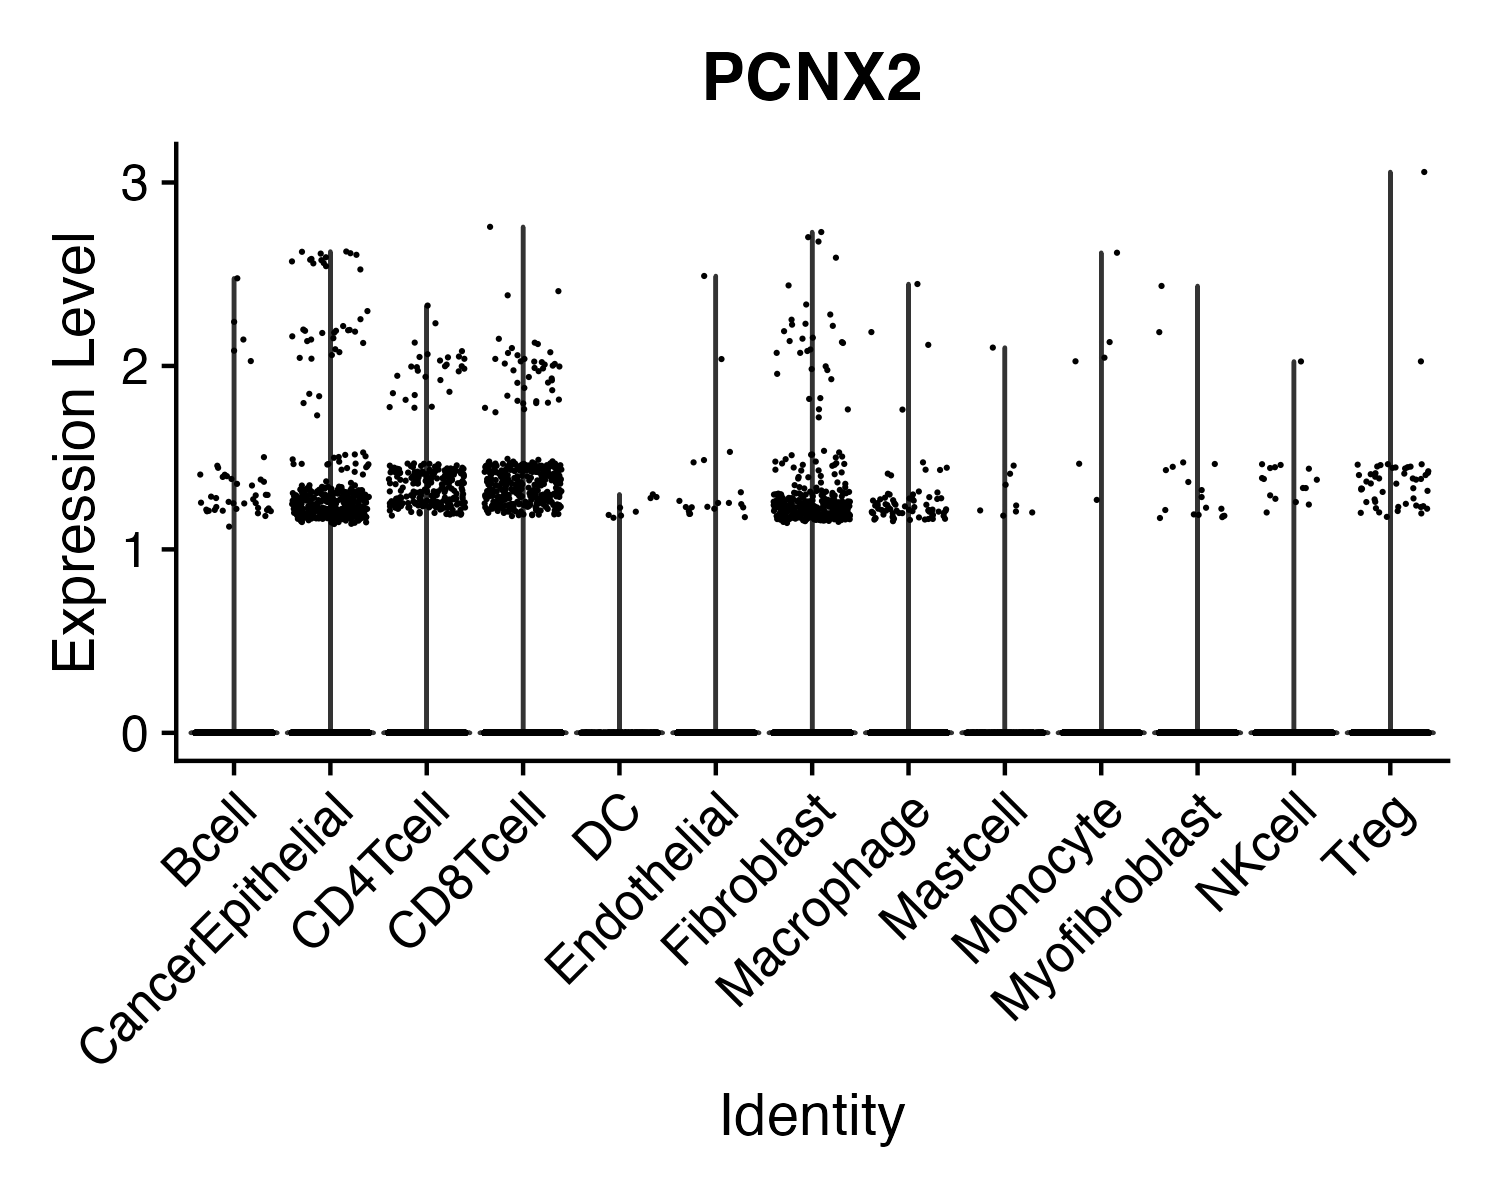 PCNX2
Expression Level
3
2
1
0
Bcell
CancerEpithelial
CD4Tcell
CD8Tcell
DC
Endothelial
Fibroblast
Macrophage
Mastcell
Monocyte
Myofibroblast
NKcell
Treg
Identity